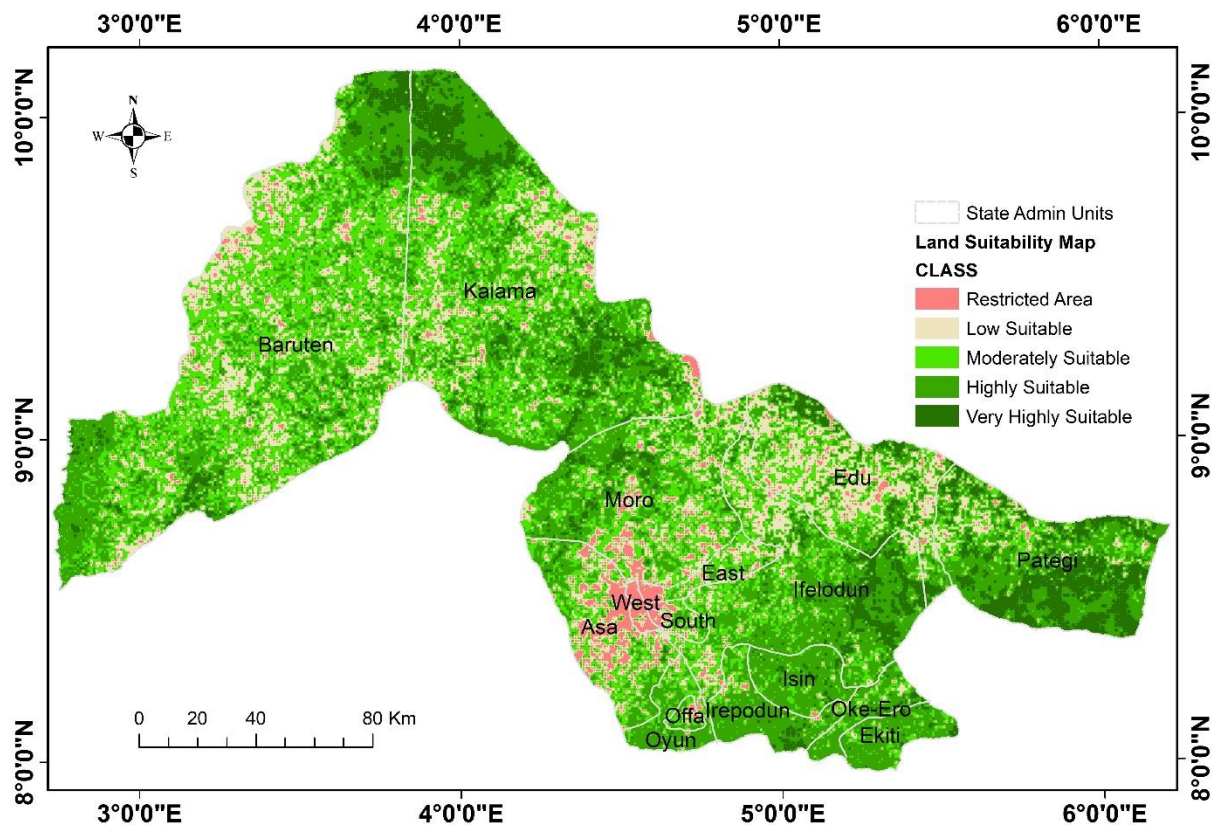 3°0'0"E 4°0'0"E 5°0'0"E 6°0'0"E
10°0'0"N
9°0'0"N
8°0'0"N
10°0'0"N
9°0'0"N
8°0'0"N
N
W E
S
State Admin Units
Land Suitability Map
CLASS
Restricted Area
Low Suitable
Moderately Suitable
Highly Suitable
Very Highly Suitable
Kaiama
Baruten
Edu
Moro
Pategi
East
Ifelodun
West
South
Asa
Isin
Offa
Irepodun
Oke-Ero
Oyun
Ekiti
0 20 40 80 Km
3°0'0"E 4°0'0"E 5°0'0"E 6°0'0"E